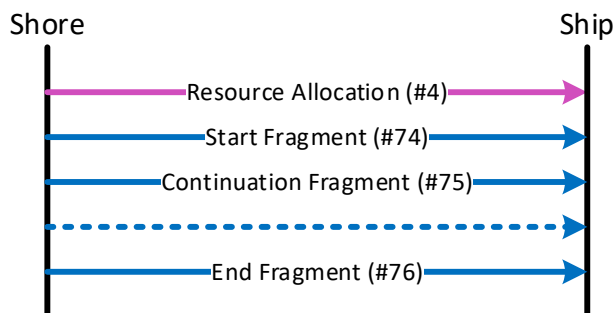 Shore
Ship
Resource Allocation (#4)
Start Fragment (#74)
Continuation Fragment (#75)
End Fragment (#76)